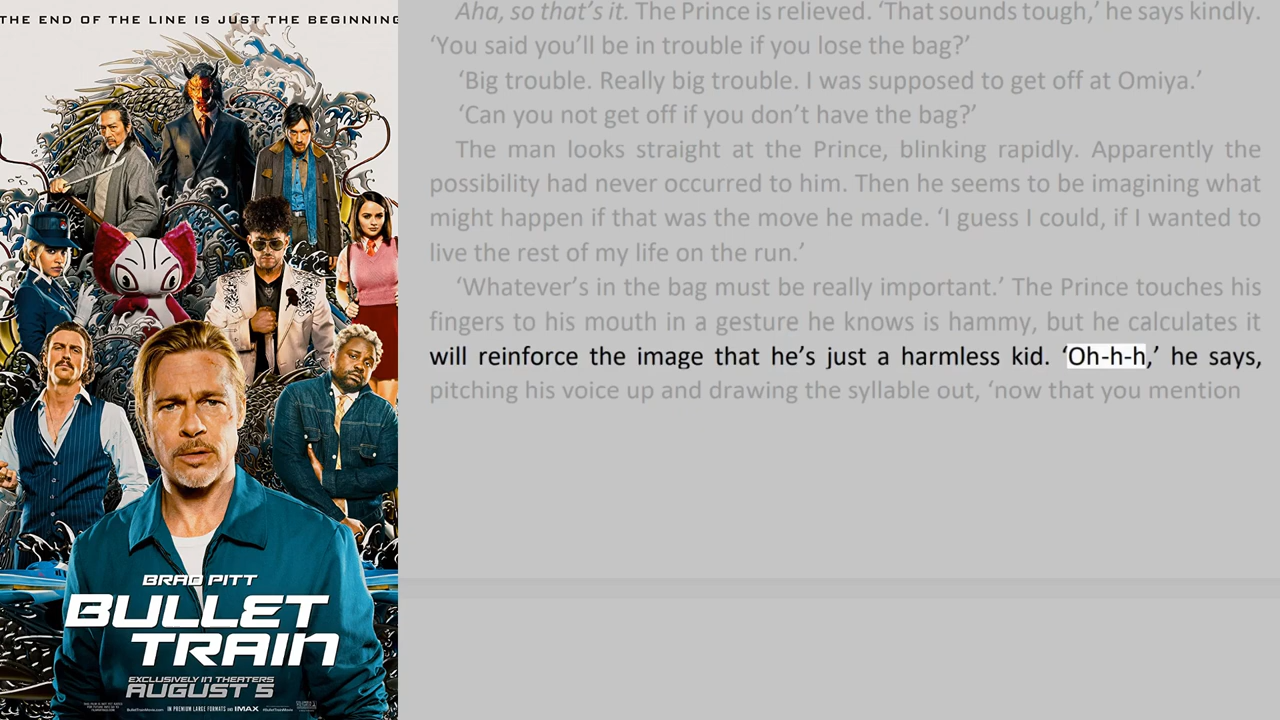 THE END OF THE LINE IS JUST THE BEGINNING
BRAD PITT
BULLET
TRAIN
EXCLUSIVELY IN THEATERS
AUGUST 5
BulletTrainMovie.com
IN PREMIUM LARGE FORMATS AND IMAX
#BulletTrainMovie
Aha, so that’s it. The Prince is relieved. ‘That sounds tough,’ he says kindly.
‘You said you’ll be in trouble if you lose the bag?’
‘Big trouble. Really big trouble. I was supposed to get off at Omiya.’
‘Can you not get off if you don’t have the bag?’
The man looks straight at the Prince, blinking rapidly. Apparently the
possibility had never occurred to him. Then he seems to be imagining what
might happen if that was the move he made. ‘I guess I could, if I wanted to
live the rest of my life on the run.’
‘Whatever’s in the bag must be really important.’ The Prince touches his
fingers to his mouth in a gesture he knows is hammy, but he calculates it
will reinforce the image that he’s just a harmless kid. ‘Oh-h-h,’ he says,
pitching his voice up and drawing the syllable out, ‘now that you mention